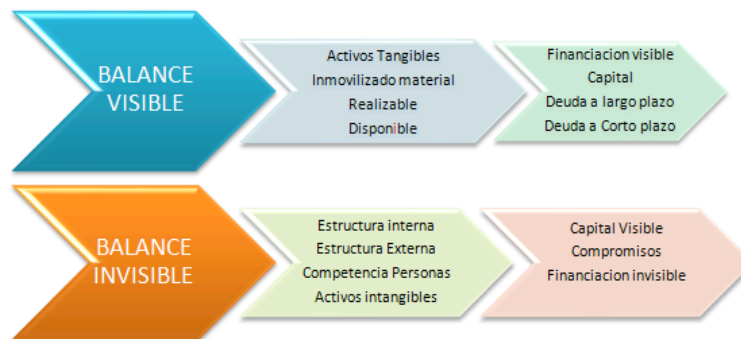 BALANCE
VISIBLE
Activos Tangibles
Inmovilizado material
Realizable
Disponible
Financiacion visible
Capital
Deuda a largo plazo
Deuda a Corto plazo
BALANCE
INVISIBLE
Estructura interna
Estructura Externa
Competencia Personas
Activos intangibles
Capital Visible
Compromisos
Financiacion invisible